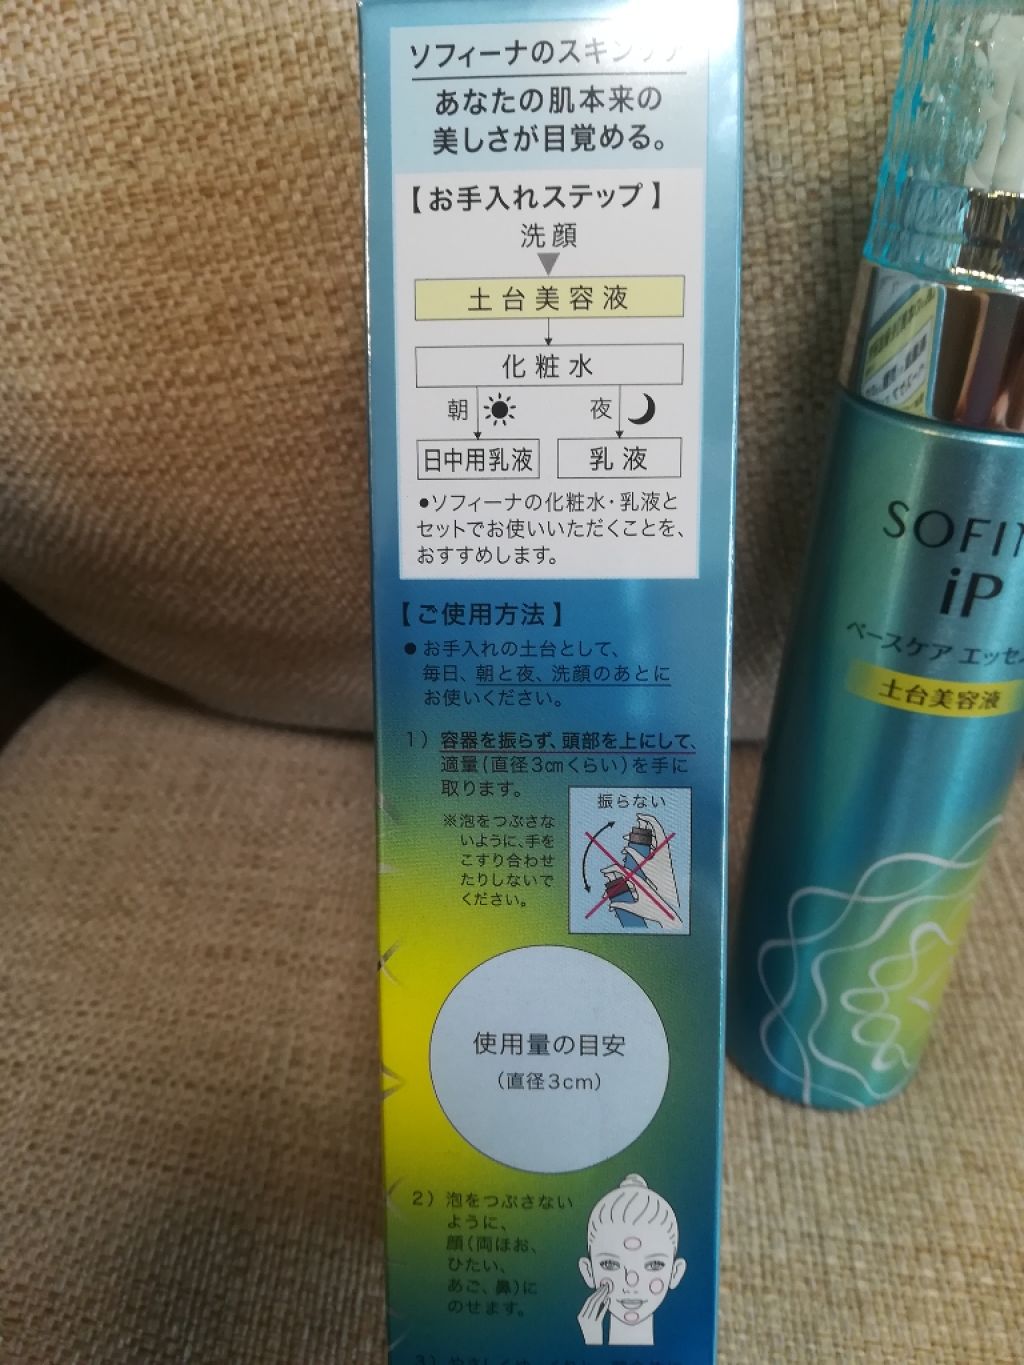 ソフィーナのスキンケア
あなたの肌本来の
美しさが目覚める。
【お手入れステップ】
洗顔
土台美容液
化粧水
朝 夜
日中用乳液 乳液
●ソフィーナの化粧水・乳液と
セットでお使いいただくことを、
おすすめします。
【ご使用方法】
●お手入れの土台として、
毎日、朝と夜、洗顔のあとに
お使いください。
1）容器を振らず、頭部を上にして、
適量（直径3cmくらい）を手に
取ります。
※泡をつぶさな
いように、手を
こすり合わせ
たりしないで
ください。
振らない
使用量の目安
（直径3cm）
2）泡をつぶさない
ように、
顔（両ほお、
ひたい、
あご、鼻）に
のせます。
SOFI
iP
ベースケア エッセ
土台美容液